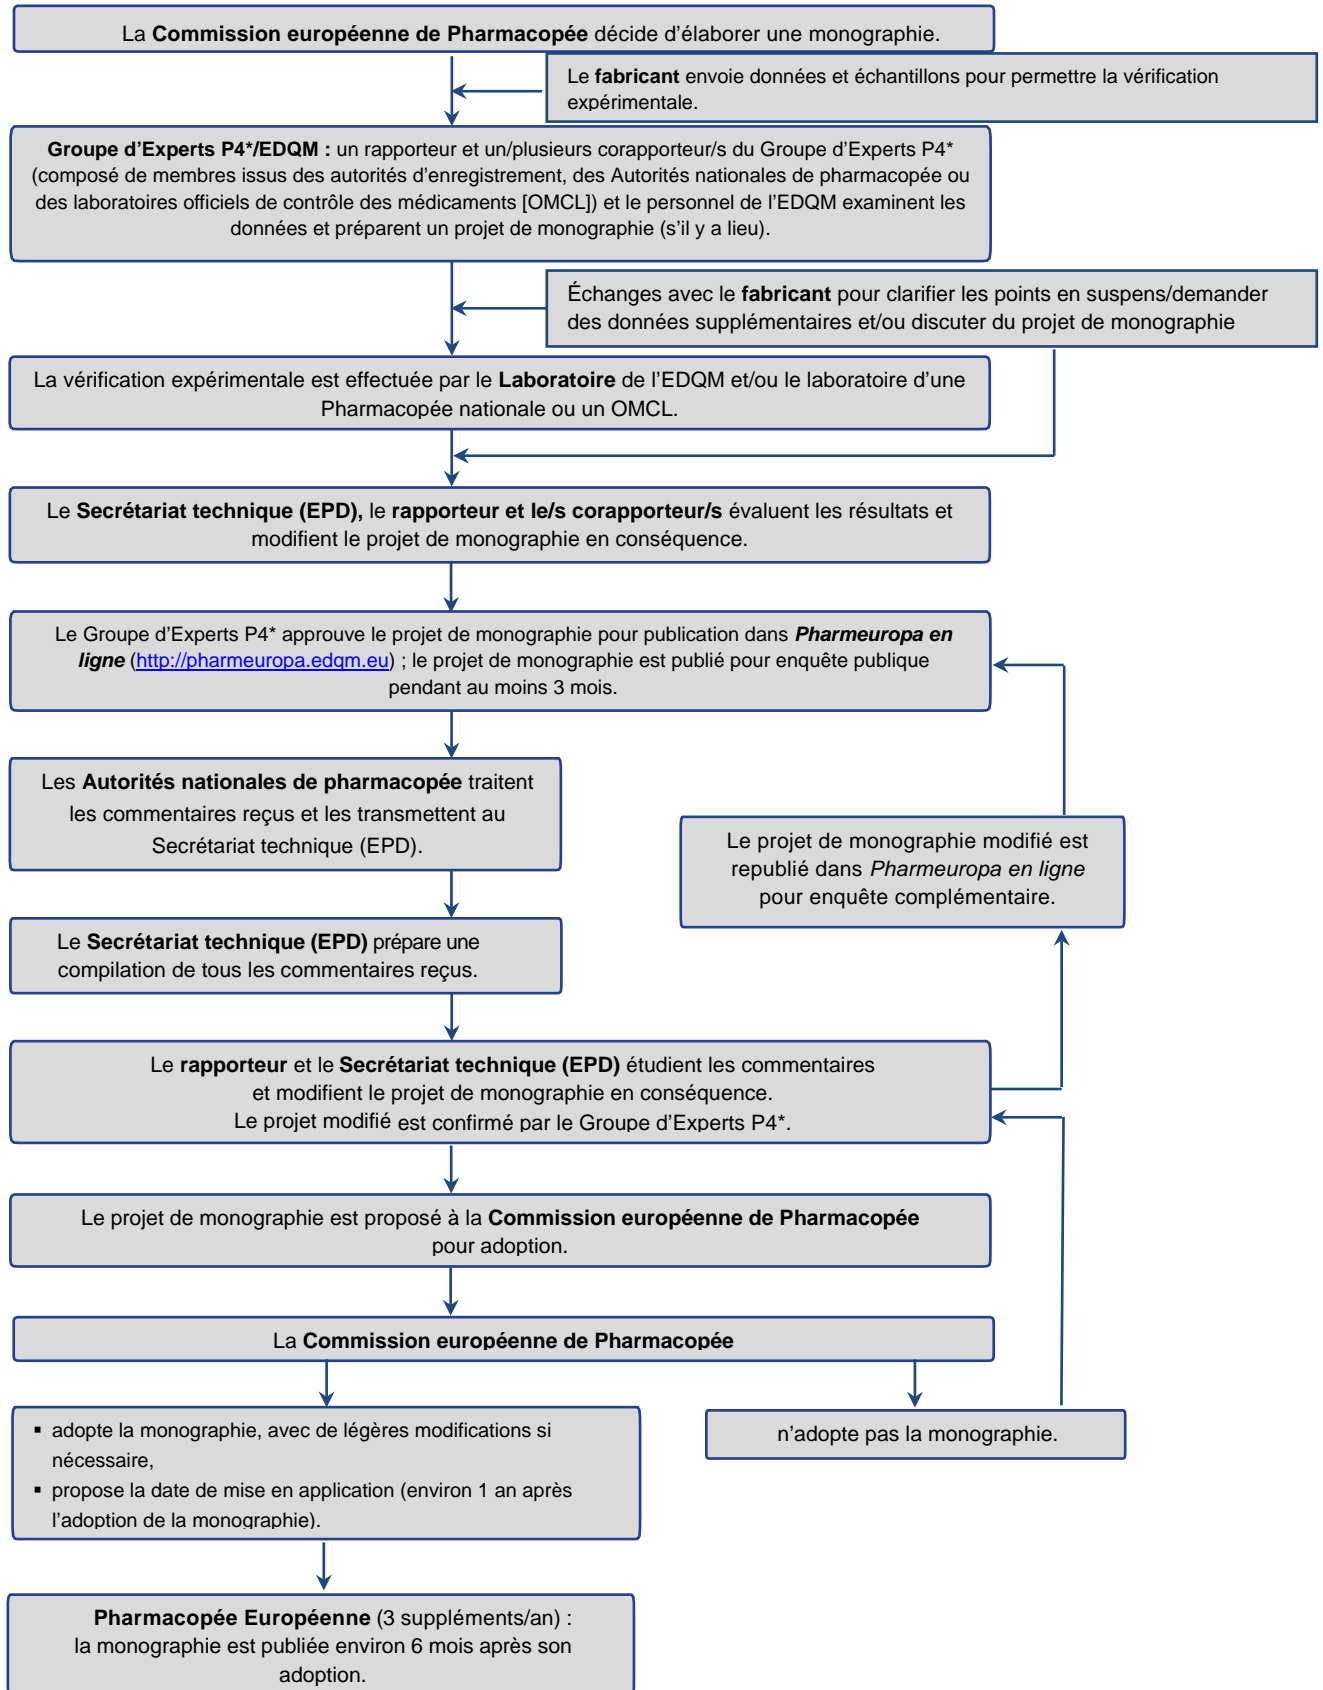 La Commission européenne de Pharmacopée décide d’élaborer une monographie.
Le fabricant envoie données et échantillons pour permettre la vérification
expérimentale.
Groupe d’Experts P4*/EDQM : un rapporteur et un/plusieurs corapporteur/s du Groupe d’Experts P4*
(composé de membres issus des autorités d’enregistrement, des Autorités nationales de pharmacopée ou
des laboratoires officiels de contrôle des médicaments [OMCL]) et le personnel de l’EDQM examinent les
données et préparent un projet de monographie (s’il y a lieu).
Échanges avec le fabricant pour clarifier les points en suspens/demander
des données supplémentaires et/ou discuter du projet de monographie
La vérification expérimentale est effectuée par le Laboratoire de l’EDQM et/ou le laboratoire d’une
Pharmacopée nationale ou un OMCL.
Le Secrétariat technique (EPD), le rapporteur et le/s corapporteur/s évaluent les résultats et
modifient le projet de monographie en conséquence.
Le Groupe d’Experts P4* approuve le projet de monographie pour publication dans Pharmeuropa en
ligne (http://pharmeuropa.edqm.eu) ; le projet de monographie est publié pour enquête publique
pendant au moins 3 mois.
Les Autorités nationales de pharmacopée traitent
les commentaires reçus et les transmettent au
Secrétariat technique (EPD).
Le projet de monographie modifié est
republié dans Pharmeuropa en ligne
pour enquête complémentaire.
Le Secrétariat technique (EPD) prépare une
compilation de tous les commentaires reçus.
Le rapporteur et le Secrétariat technique (EPD) étudient les commentaires
et modifient le projet de monographie en conséquence.
Le projet modifié est confirmé par le Groupe d’Experts P4*.
Le projet de monographie est proposé à la Commission européenne de Pharmacopée
pour adoption.
La Commission européenne de Pharmacopée
▪ adopte la monographie, avec de légères modifications si
nécessaire,
▪ propose la date de mise en application (environ 1 an après
l’adoption de la monographie).
n’adopte pas la monographie.
Pharmacopée Européenne (3 suppléments/an) :
la monographie est publiée environ 6 mois après son
adoption.